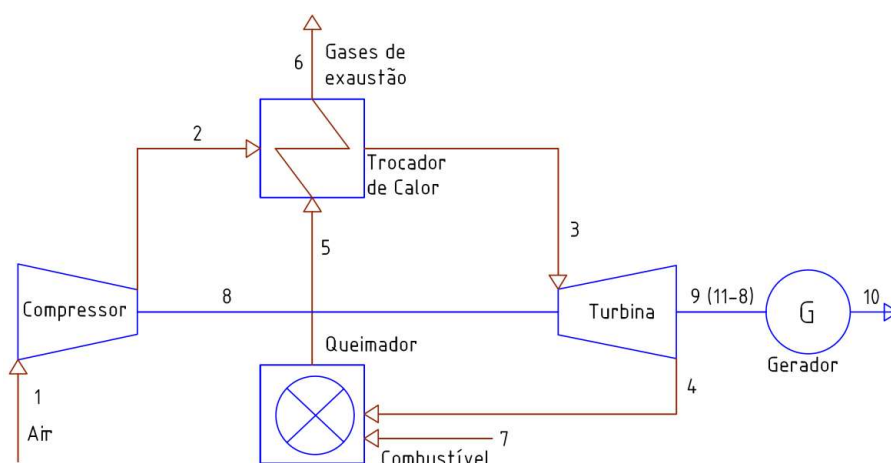 6
Gases de
exaustão
2
Trocador
de Calor
5
3
Compressor
8
Turbina
9 (11-8)
G
10
Gerador
Queimador
1
Air
4
7
Combustível